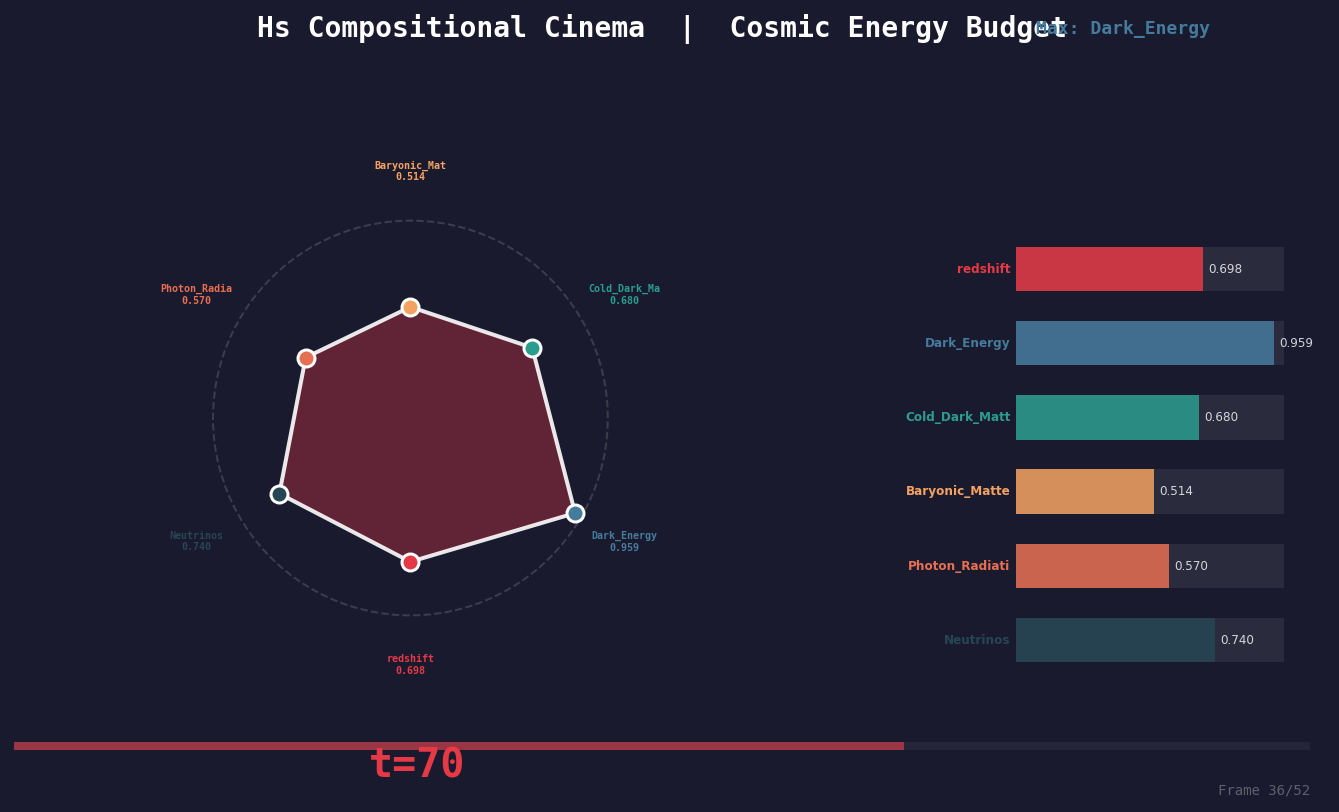 Hs Compositional Cinema | Cosmic Energy Budget
Max: Dark_Energy
Baryonic_Mat
0.514
Photon_Radia
0.570
Cold_Dark_Ma
0.680
Neutrinos
0.740
Dark_Energy
0.959
redshift
0.698
redshift 0.698
Dark_Energy 0.959
Cold_Dark_Matt 0.680
Baryonic_Matte 0.514
Photon_Radiati 0.570
Neutrinos 0.740
t=70
Frame 36/52